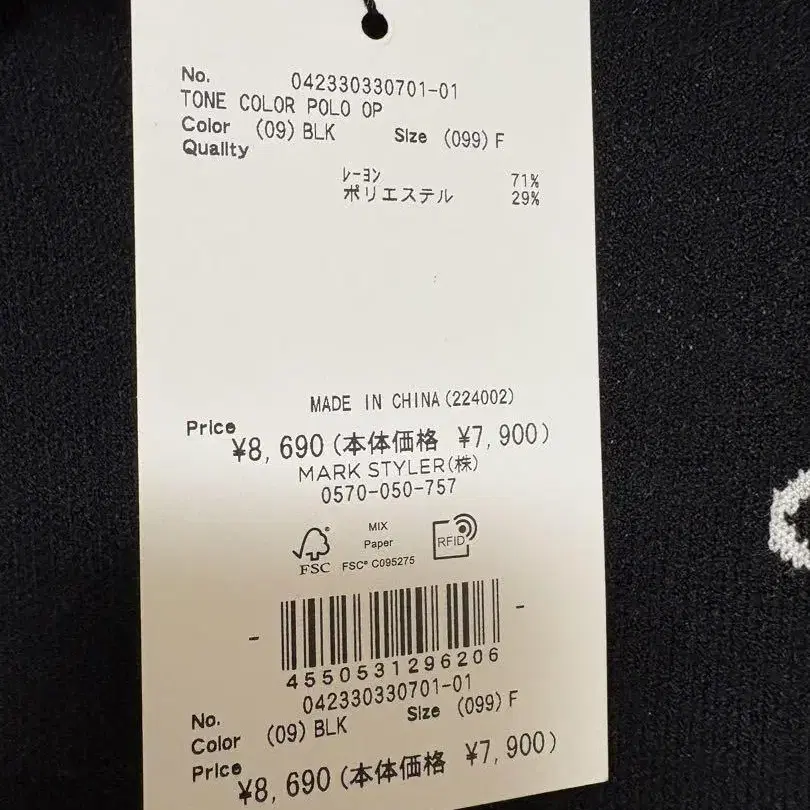 No. 042330330701-01
TONE COLOR POLO OP
Color (09) BLK Size (099) F
Quality
ﾚｰﾖﾝ 71%
ポリエステル 29%
MADE IN CHINA(224002)
Price
¥8,690(本体価格 ¥7,900)
MARK STYLER(株)
0570-050-757
FSC
MIX
Paper
FSC® C095275
RFID
4550531296206
No. 042330330701-01
Color (09) BLK Size (099) F
Price
¥8,690(本体価格 ¥7,900)